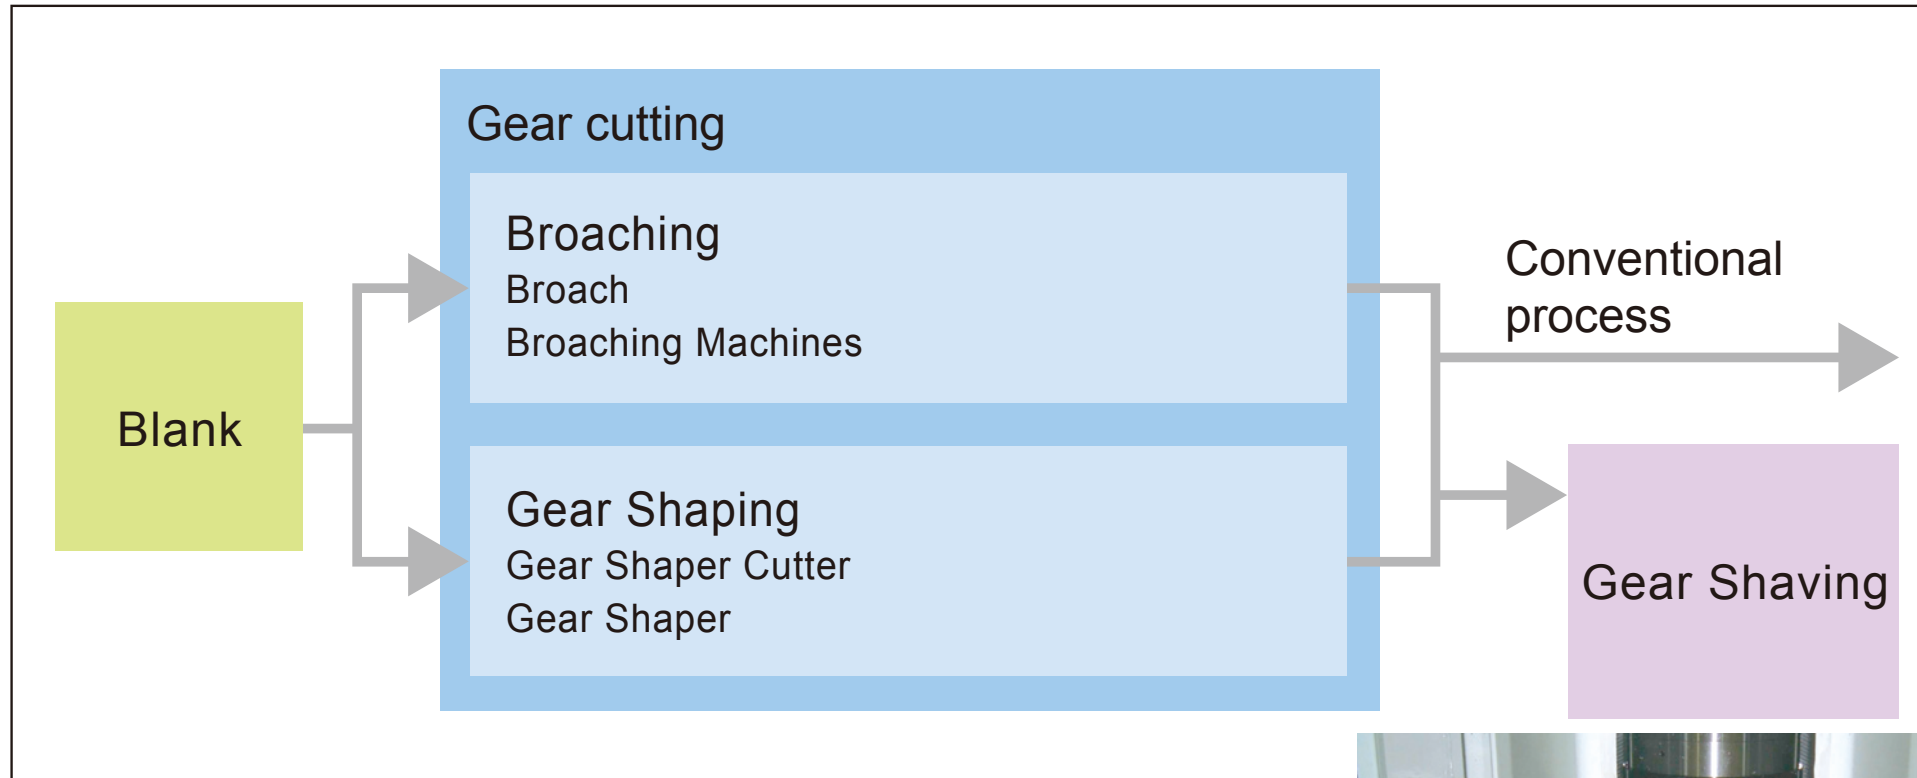 Gear cutting
Broaching
Broach
Broaching Machines
Conventional
process
Blank
Gear Shaping
Gear Shaper Cutter
Gear Shaper
Gear Shaving